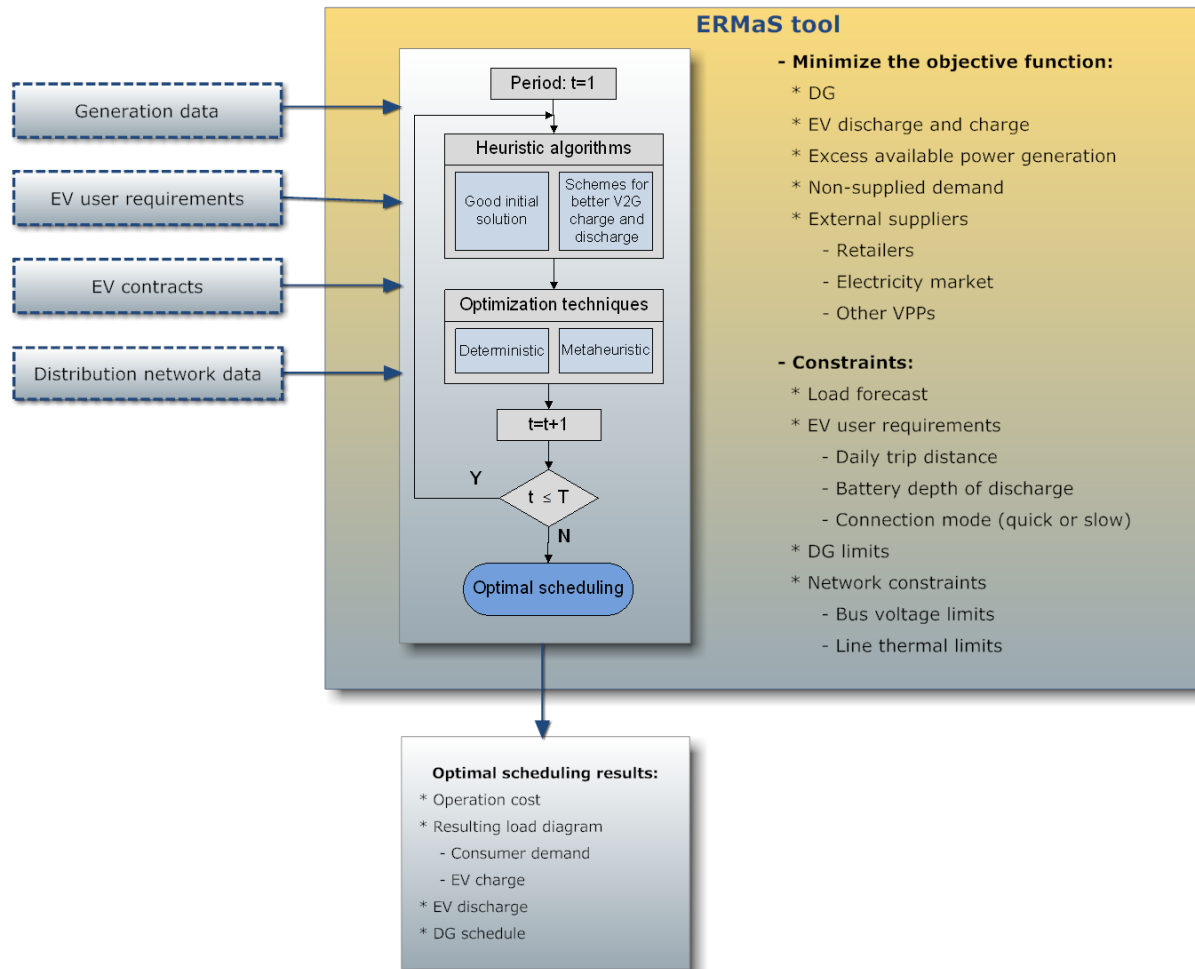 ERMaS tool
Generation data
EV user requirements
EV contracts
Distribution network data
Period: t=1
Heuristic algorithms
Good initial
solution
Schemes for
better V2G
charge and
discharge
Optimization techniques
Deterministic
Metaheuristic
t=t+1
Y
t ≤ T
N
Optimal scheduling
- Minimize the objective function:
* DG
* EV discharge and charge
* Excess available power generation
* Non-supplied demand
* External suppliers
- Retailers
- Electricity market
- Other VPPs
- Constraints:
* Load forecast
* EV user requirements
- Daily trip distance
- Battery depth of discharge
- Connection mode (quick or slow)
* DG limits
* Network constraints
- Bus voltage limits
- Line thermal limits
Optimal scheduling results:
* Operation cost
* Resulting load diagram
- Consumer demand
- EV charge
* EV discharge
* DG schedule